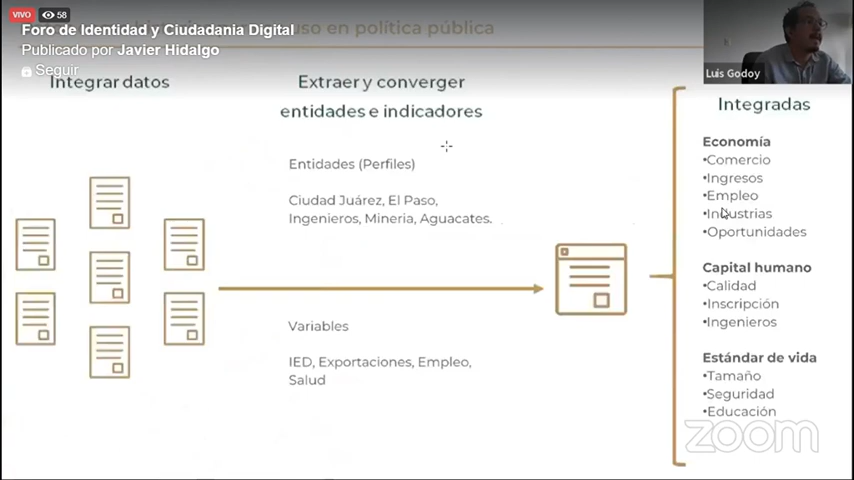 VIVO
58
Foro de Identidad y Ciudadania Digital
uso en política pública
Publicado por Javier Hidalgo
Seguir
Luis Godoy
Integrar datos
Extraer y converger
entidades e indicadores
Entidades (Perfiles)
Ciudad Juárez, El Paso,
Ingenieros, Mineria, Aguacates.
Variables
IED, Exportaciones, Empleo,
Salud
Integradas
Economía
•Comercio
•Ingresos
•Empleo
•Industrias
•Oportunidades
Capital humano
•Calidad
•Inscripción
•Ingenieros
Estándar de vida
•Tamaño
•Seguridad
•Educación
zoom